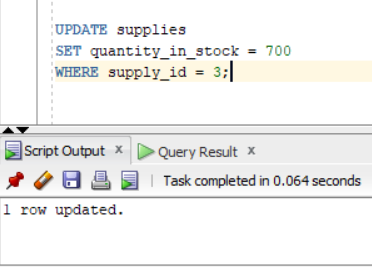 UPDATE supplies
SET quantity_in_stock = 700
WHERE supply_id = 3;
Script Output x Query Result x
Task completed in 0.064 seconds
1 row updated.